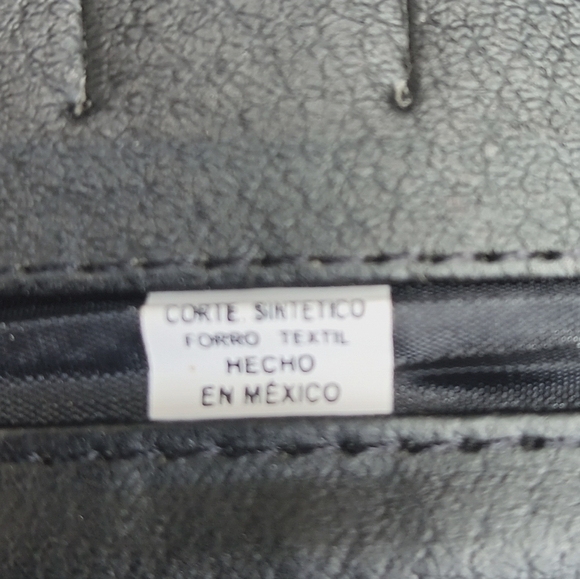 CORTE SINTETICO
FORRO TEXTIL
HECHO
EN MÉXICO